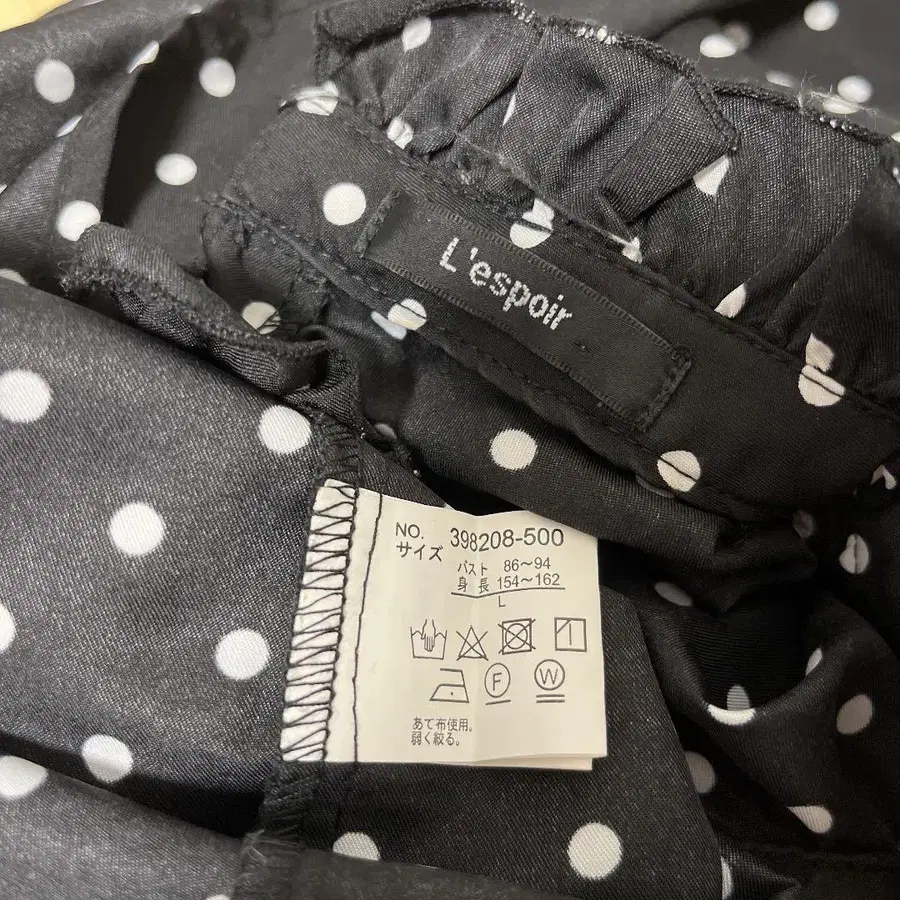 L'espoir
NO. 398208-500
サイズ
バスト 86〜94
身長 154〜162
L
F
W
あて布使用。
弱く絞る。